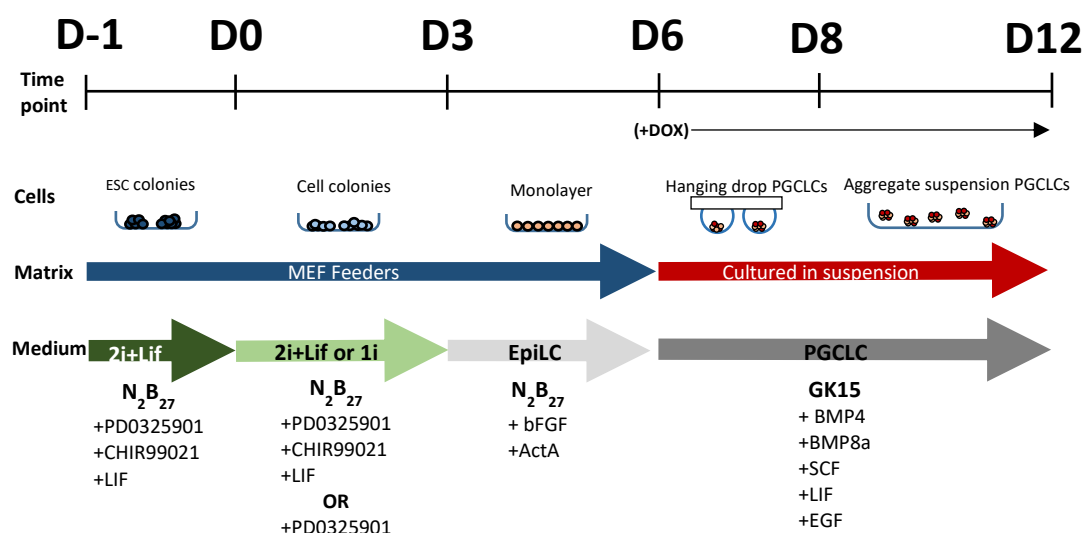 D-1 D0 D3 D6 D8 D12
Time
point
(+DOX)
Cells
ESC colonies
Cell colonies
Monolayer
Hanging drop PGCLCs
Aggregate suspension PGCLCs
Matrix
MEF Feeders
Cultured in suspension
Medium
2i+Lif
2i+Lif or 1i
EpiLC
PGCLC
N₂B₂₇
+PD0325901
+CHIR99021
+LIF
N₂B₂₇
+PD0325901
+CHIR99021
+LIF
OR
+PD0325901
N₂B₂₇
+ bFGF
+ActA
GK15
+ BMP4
+BMP8a
+SCF
+LIF
+EGF